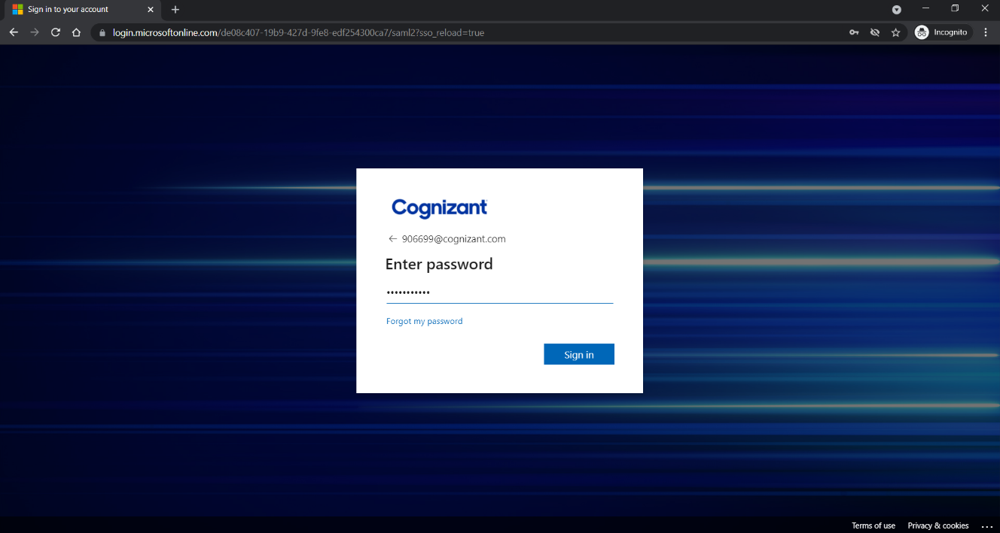 Sign in to your account
login.microsoftonline.com/de08c407-19b9-427d-9fe8-edf254300ca7/saml2?sso_reload=true
Incognito
Cognizant
906699@cognizant.com
Enter password
•••••••••••
Forgot my password
Sign in
Terms of use Privacy & cookies ...